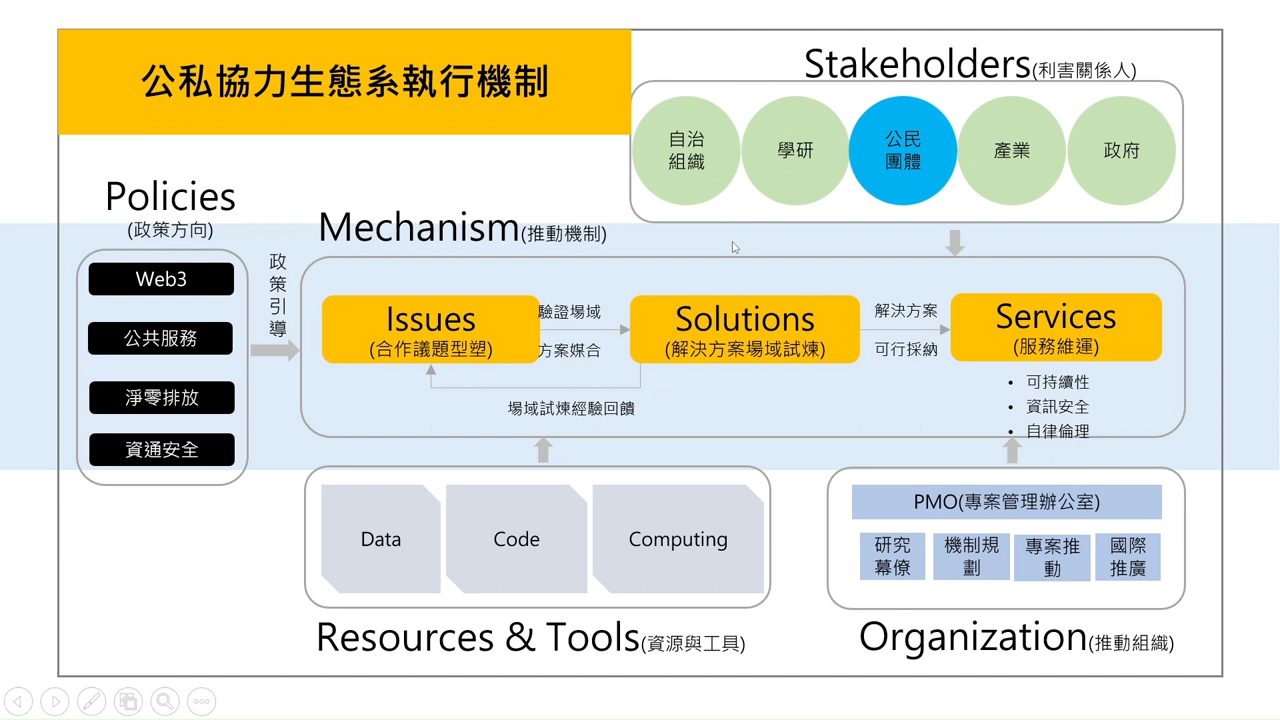 公私協力生態系執行機制
Stakeholders(利害關係人)
自治
組織
學研
公民
團體
產業
政府
Policies
(政策方向)
Web3
公共服務
淨零排放
資通安全
政
策
引
導
Mechanism(推動機制)
Issues
(合作議題型塑)
驗證場域
方案媒合
Solutions
(解決方案場域試煉)
解決方案
可行採納
Services
(服務維運)
• 可持續性
• 資訊安全
• 自律倫理
場域試煉經驗回饋
Data
Code
Computing
Resources & Tools(資源與工具)
PMO(專案管理辦公室)
研究
幕僚
機制規
劃
專案推
動
國際
推廣
Organization(推動組織)